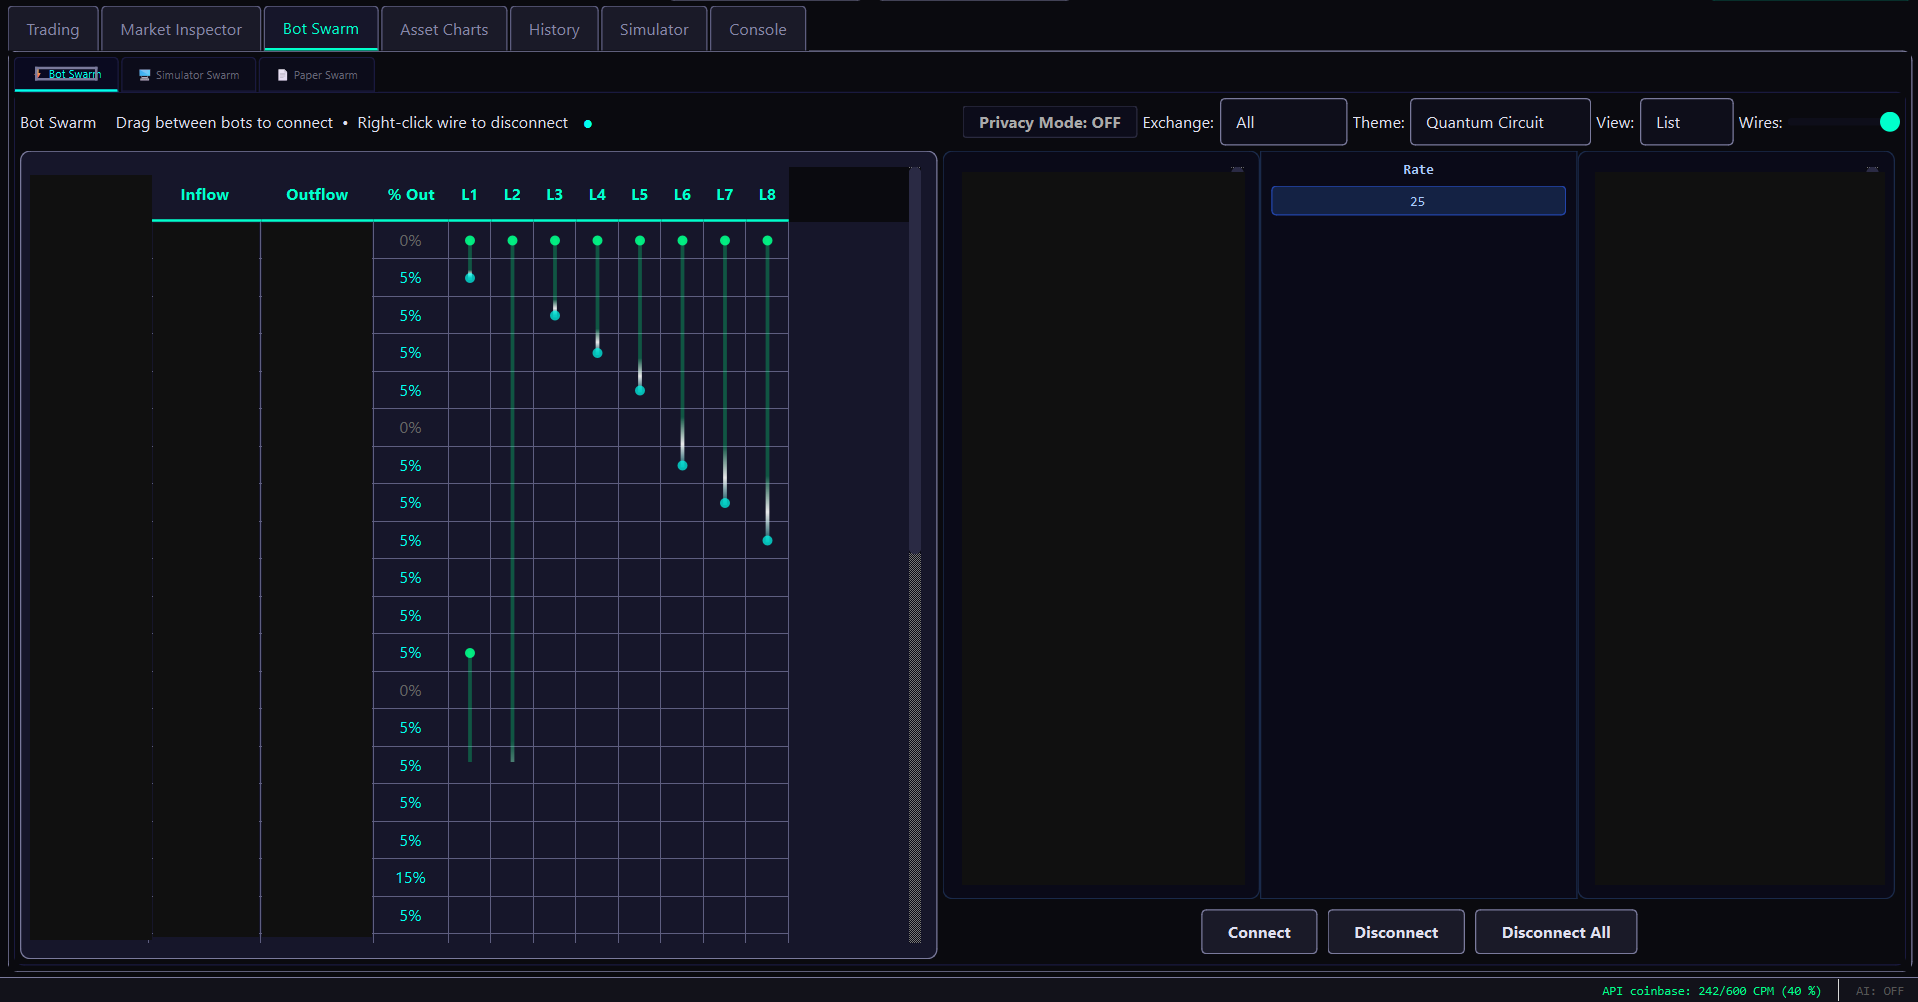 Trading Market Inspector Bot Swarm Asset Charts History Simulator Console
Bot Swarm Simulator Swarm Paper Swarm
Bot Swarm Drag between bots to connect • Right-click wire to disconnect Privacy Mode: OFF Exchange: All Theme: Quantum Circuit View: List Wires:
Inflow Outflow % Out L1 L2 L3 L4 L5 L6 L7 L8
0%
5%
5%
5%
5%
0%
5%
5%
5%
5%
5%
5%
0%
5%
5%
5%
5%
15%
5%
Rate
25
Connect Disconnect Disconnect All
API coinbase: 242/600 CPM (40 %) AI: OFF